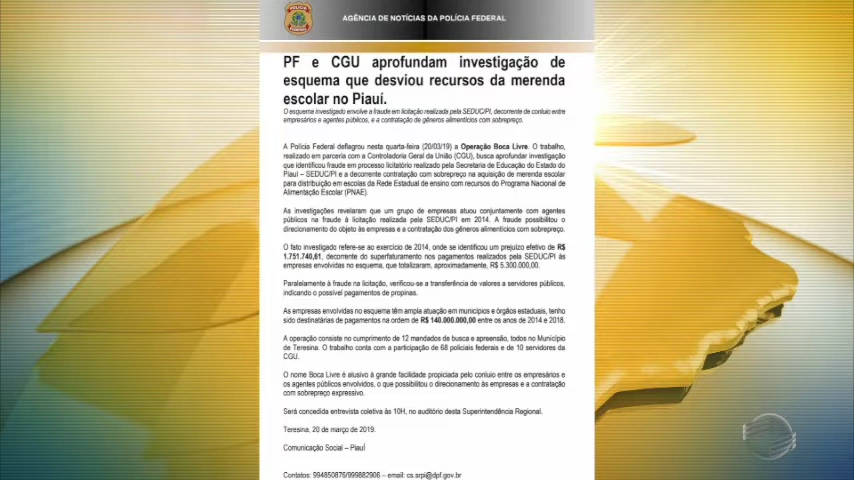 AGÊNCIA DE NOTÍCIAS DA POLÍCIA FEDERAL
PF e CGU aprofundam investigação de
esquema que desviou recursos da merenda
escolar no Piauí.
O esquema investigado envolve a fraude em licitação realizada pela SEDUC/PI, decorrente de conluio entre
empresários e agentes públicos, e a contratação de gêneros alimentícios com sobrepreço.
A Polícia Federal deflagrou nesta quarta-feira (20/03/19) a Operação Boca Livre. O trabalho,
realizado em parceria com a Controladoria Geral da União (CGU), busca aprofundar investigação
que identificou fraude em processo licitatório realizado pela Secretaria de Educação do Estado do
Piauí – SEDUC/PI e a decorrente contratação com sobrepreço na aquisição de merenda escolar
para distribuição em escolas da Rede Estadual de ensino com recursos do Programa Nacional de
Alimentação Escolar (PNAE).
As investigações revelaram que um grupo de empresas atuou conjuntamente com agentes
públicos na fraude à licitação realizada pela SEDUC/PI em 2014. A fraude possibilitou o
direcionamento do objeto às empresas e a contratação dos gêneros alimentícios com sobrepreço.
O fato investigado refere-se ao exercício de 2014, onde se identificou um prejuízo efetivo de R$
1.751.740,61, decorrente do superfaturamento nos pagamentos realizados pela SEDUC/PI às
empresas envolvidas no esquema, que totalizaram, aproximadamente, R$ 5.300.000,00.
Paralelamente à fraude na licitação, verificou-se a transferência de valores a servidores públicos,
indicando o possível pagamentos de propinas.
As empresas envolvidas no esquema têm ampla atuação em municípios e órgãos estaduais, tenho
sido destinatárias de pagamentos na ordem de R$ 140.000.000,00 entre os anos de 2014 e 2018.
A operação consiste no cumprimento de 12 mandados de busca e apreensão, todos no Município
de Teresina. O trabalho conta com a participação de 68 policiais federais e de 10 servidores da
CGU.
O nome Boca Livre é alusivo à grande facilidade propiciada pelo conluio entre os empresários e
os agentes públicos envolvidos, o que possibilitou o direcionamento às empresas e a contratação
com sobrepreço expressivo.
Será concedida entrevista coletiva às 10H, no auditório desta Superintendência Regional.
Teresina, 20 de março de 2019.
Comunicação Social – Piauí
Contatos: 994850876/999882906 – email: cs.srpi@dpf.gov.br